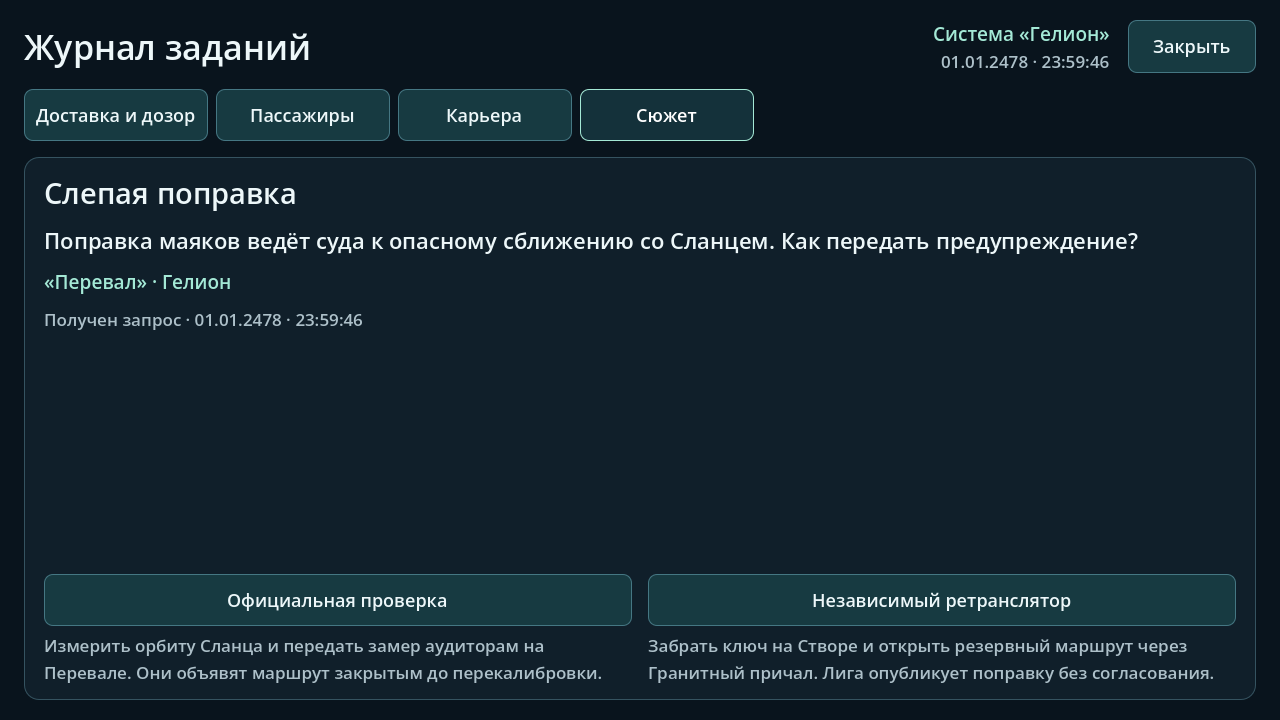 Журнал заданий
Система «Гелион»
01.01.2478 · 23:59:46
Закрыть
Доставка и дозор
Пассажиры
Карьера
Сюжет
Слепая поправка
Поправка маяков ведёт суда к опасному сближению со Сланцем. Как передать предупреждение?
«Перевал» · Гелион
Получен запрос · 01.01.2478 · 23:59:46
Официальная проверка
Измерить орбиту Сланца и передать замер аудиторам на
Перевале. Они объявят маршрут закрытым до перекалибровки.
Независимый ретранслятор
Забрать ключ на Створе и открыть резервный маршрут через
Гранитный причал. Лига опубликует поправку без согласования.